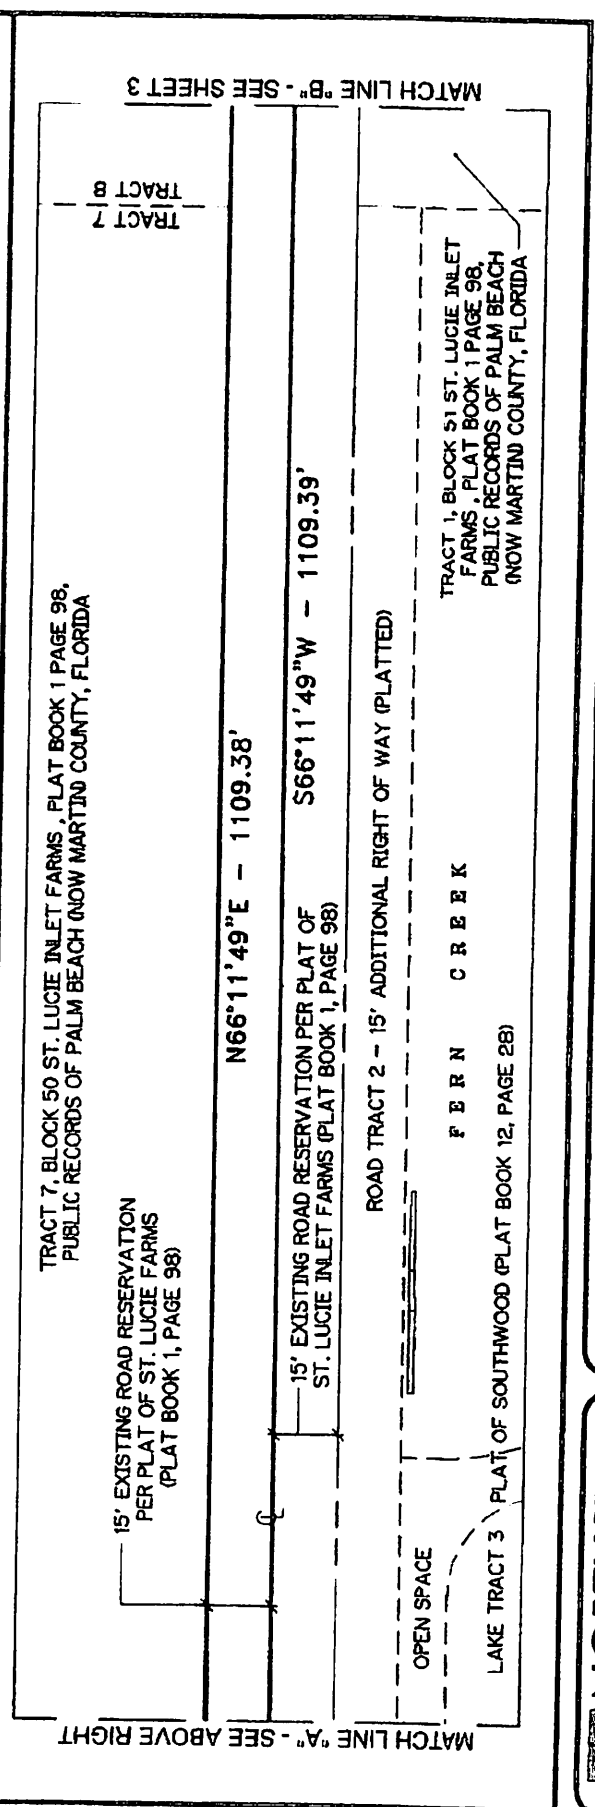 MATCH LINE "B" - SEE SHEET 3
TRACT 8
TRACT 7
TRACT 7, BLOCK 50 ST. LUCIE INLET FARMS , PLAT BOOK 1 PAGE 98,
PUBLIC RECORDS OF PALM BEACH (NOW MARTIN) COUNTY, FLORIDA
15' EXISTING ROAD RESERVATION
PER PLAT OF ST. LUCIE FARMS
(PLAT BOOK 1, PAGE 98)
N66°11'49"E - 1109.38'
S66°11'49"W - 1109.39'
15' EXISTING ROAD RESERVATION PER PLAT OF
ST. LUCIE INLET FARMS (PLAT BOOK 1, PAGE 98)
ROAD TRACT 2 - 15' ADDITIONAL RIGHT OF WAY (PLATTED)
TRACT 1, BLOCK 51 ST. LUCIE INLET
FARMS , PLAT BOOK 1 PAGE 98,
PUBLIC RECORDS OF PALM BEACH
(NOW MARTIN) COUNTY, FLORIDA
FERN CREEK
OPEN SPACE
LAKE TRACT 3 PLAT OF SOUTHWOOD (PLAT BOOK 12, PAGE 28)
MATCH LINE "A" - SEE ABOVE RIGHT